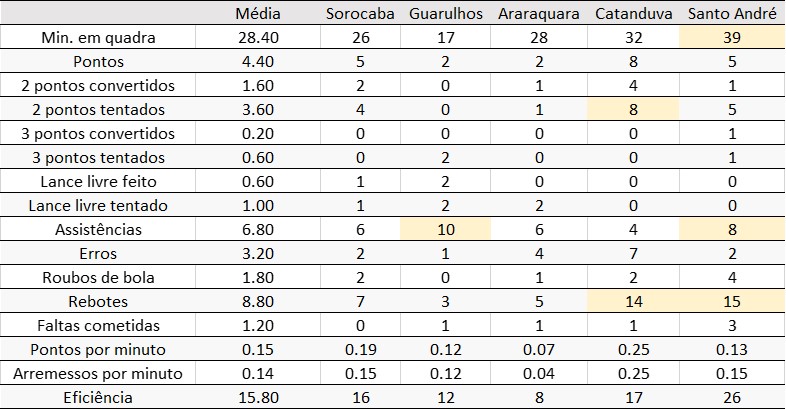 Média Sorocaba Guarulhos Araraquara Catanduva Santo André
Min. em quadra 28.40 26 17 28 32 39
Pontos 4.40 5 2 2 8 5
2 pontos convertidos 1.60 2 0 1 4 1
2 pontos tentados 3.60 4 0 1 8 5
3 pontos convertidos 0.20 0 0 0 0 1
3 pontos tentados 0.60 0 2 0 0 1
Lance livre feito 0.60 1 2 0 0 0
Lance livre tentado 1.00 1 2 2 0 0
Assistências 6.80 6 10 6 4 8
Erros 3.20 2 1 4 7 2
Roubos de bola 1.80 2 0 1 2 4
Rebotes 8.80 7 3 5 14 15
Faltas cometidas 1.20 0 1 1 1 3
Pontos por minuto 0.15 0.19 0.12 0.07 0.25 0.13
Arremessos por minuto 0.14 0.15 0.12 0.04 0.25 0.15
Eficiência 15.80 16 12 8 17 26